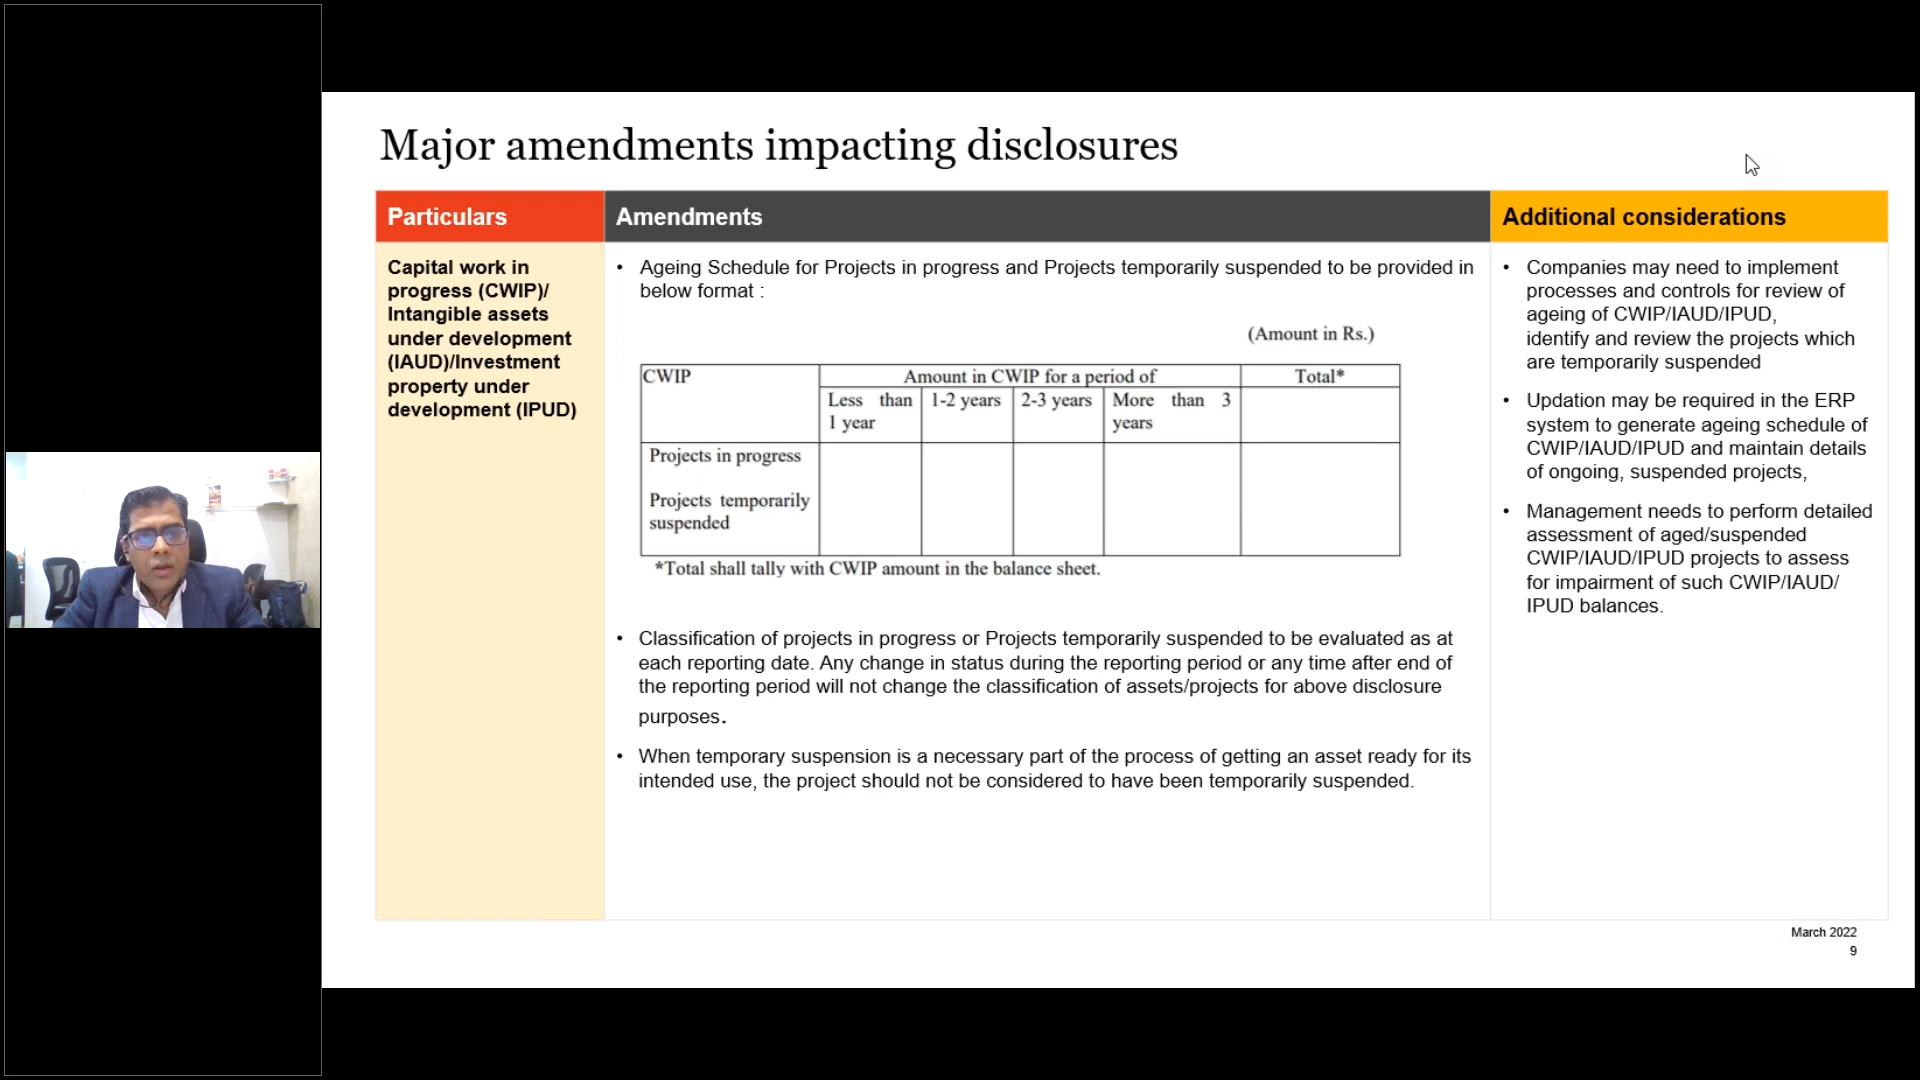 Major amendments impacting disclosures
Particulars
Amendments
Additional considerations
Capital work in
progress (CWIP)/
Intangible assets
under development
(IAUD)/Investment
property under
development (IPUD)
• Ageing Schedule for Projects in progress and Projects temporarily suspended to be provided in
below format :
(Amount in Rs.)
CWIP
Amount in CWIP for a period of
Total*
Less than
1 year
1-2 years
2-3 years
More than 3
years
Projects in progress
Projects temporarily
suspended
*Total shall tally with CWIP amount in the balance sheet.
• Classification of projects in progress or Projects temporarily suspended to be evaluated as at
each reporting date. Any change in status during the reporting period or any time after end of
the reporting period will not change the classification of assets/projects for above disclosure
purposes.
• When temporary suspension is a necessary part of the process of getting an asset ready for its
intended use, the project should not be considered to have been temporarily suspended.
• Companies may need to implement
processes and controls for review of
ageing of CWIP/IAUD/IPUD,
identify and review the projects which
are temporarily suspended
• Updation may be required in the ERP
system to generate ageing schedule of
CWIP/IAUD/IPUD and maintain details
of ongoing, suspended projects,
• Management needs to perform detailed
assessment of aged/suspended
CWIP/IAUD/IPUD projects to assess
for impairment of such CWIP/IAUD/
IPUD balances.
March 2022
9